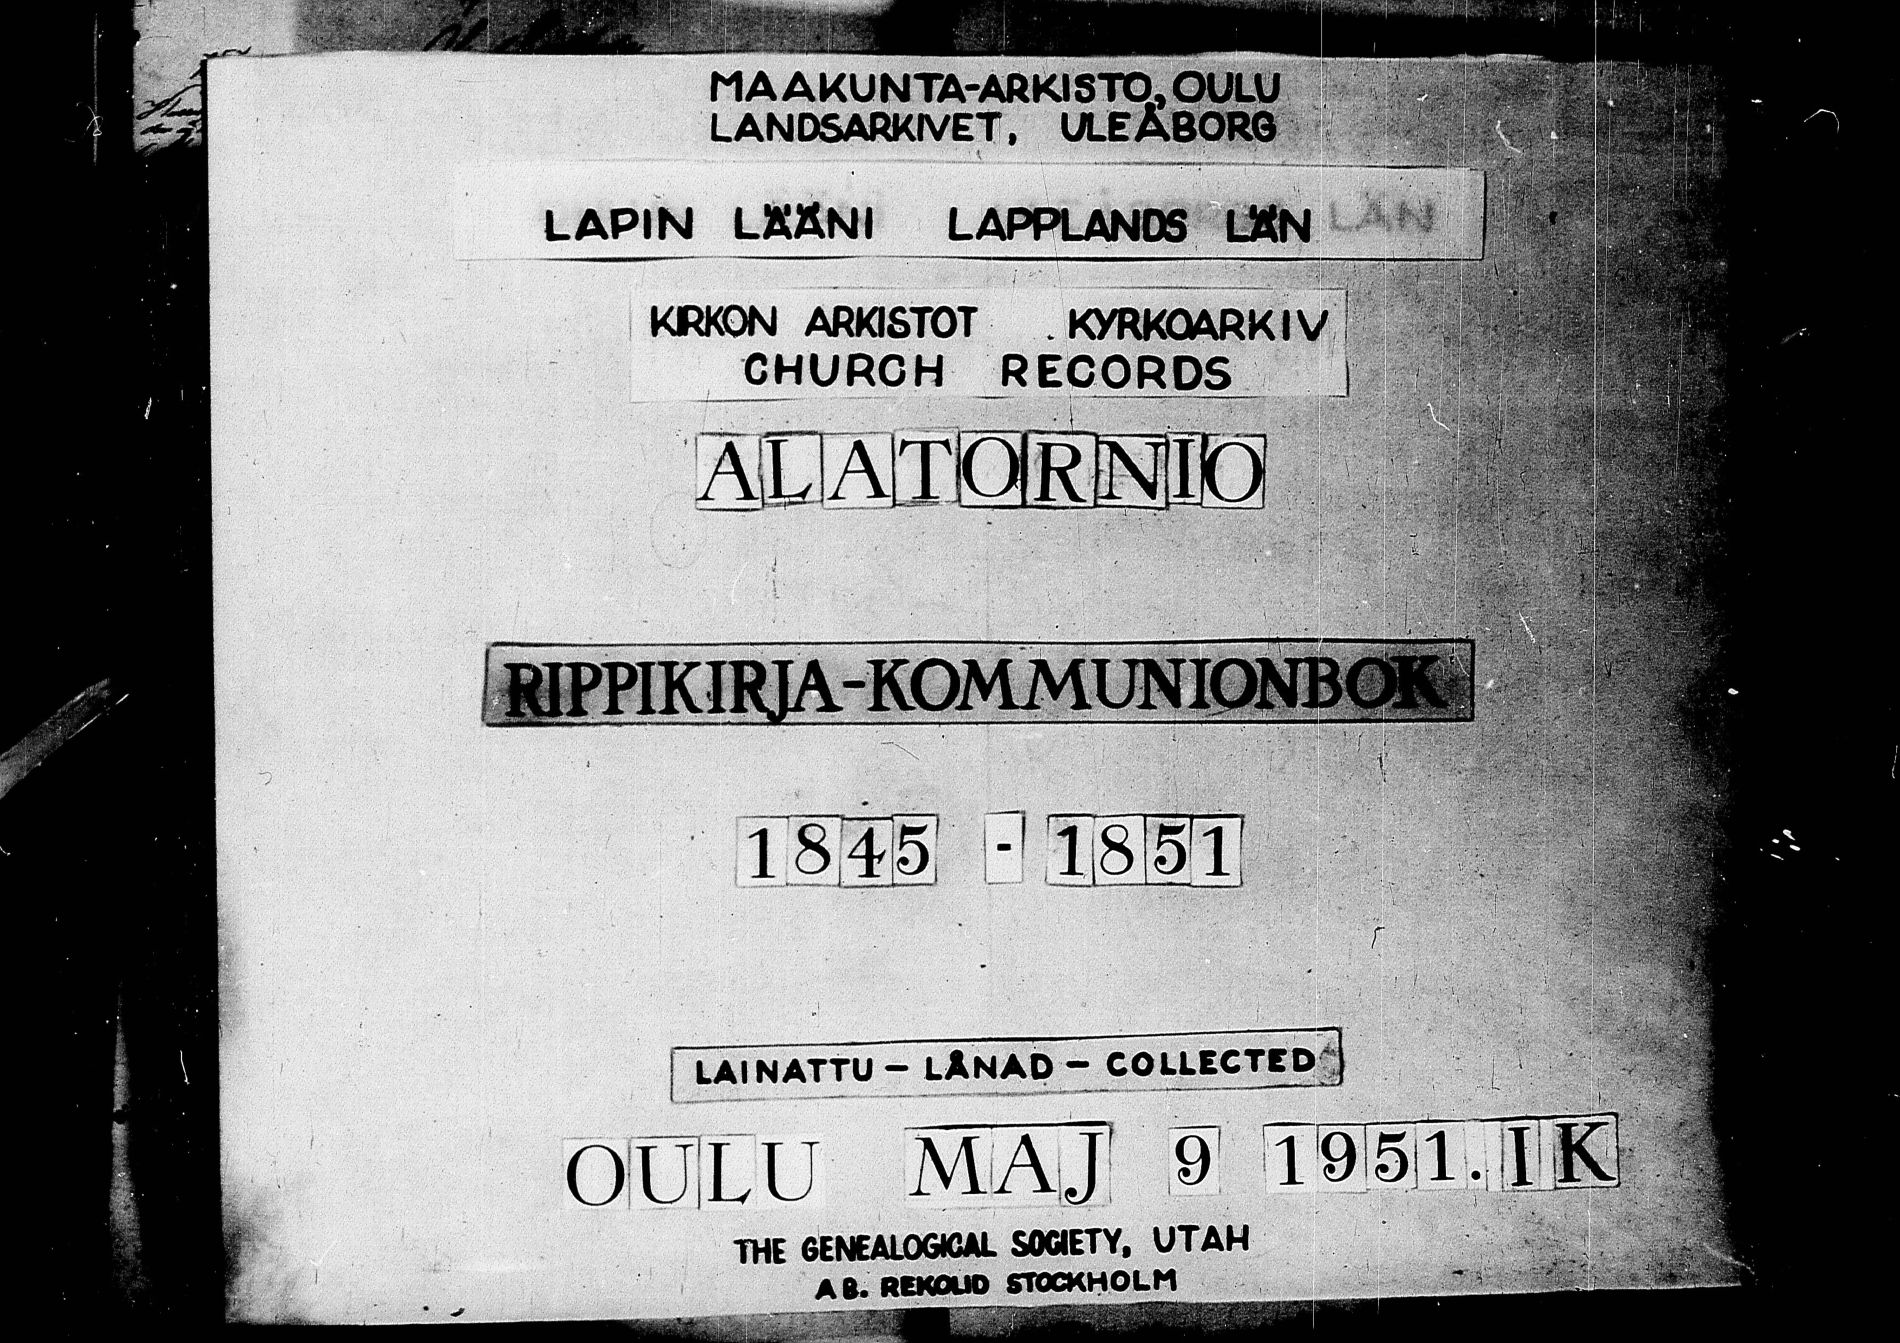 MAAKUNTA-ARKISTO, OULU
LANDSARKIVET, ULEÅBORG
LAPIN LÄÄNI LAPPLANDS LÄN
KIRKON ARKISTOT KYRKOARKIV
CHURCH RECORDS
ALATORNIO
RIPPIKIRJA-KOMMUNIONBOK
1845 - 1851
LAINATTU - LÅNAD - COLLECTED
OULU MAJ 9 1951. IK
THE GENEALOGICAL SOCIETY, UTAH
A B. REKOLID STOCKHOLM